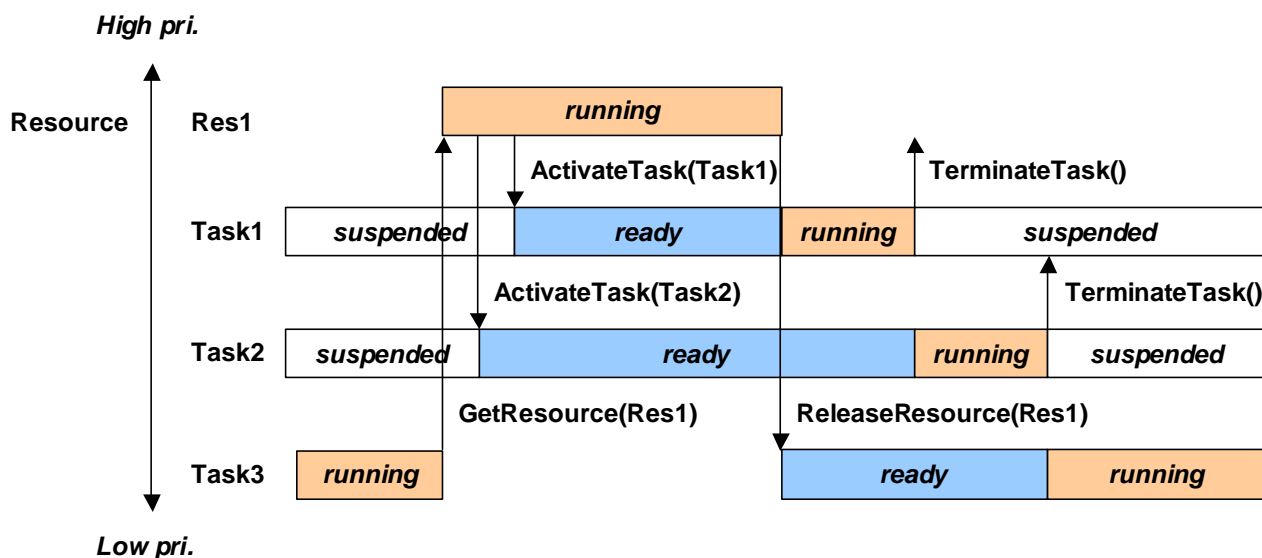 High pri.
Resource Res1 running
ActivateTask(Task1) TerminateTask()
Task1 suspended ready running suspended
ActivateTask(Task2) TerminateTask()
Task2 suspended ready running suspended
GetResource(Res1) ReleaseResource(Res1)
Task3 running ready running
Low pri.